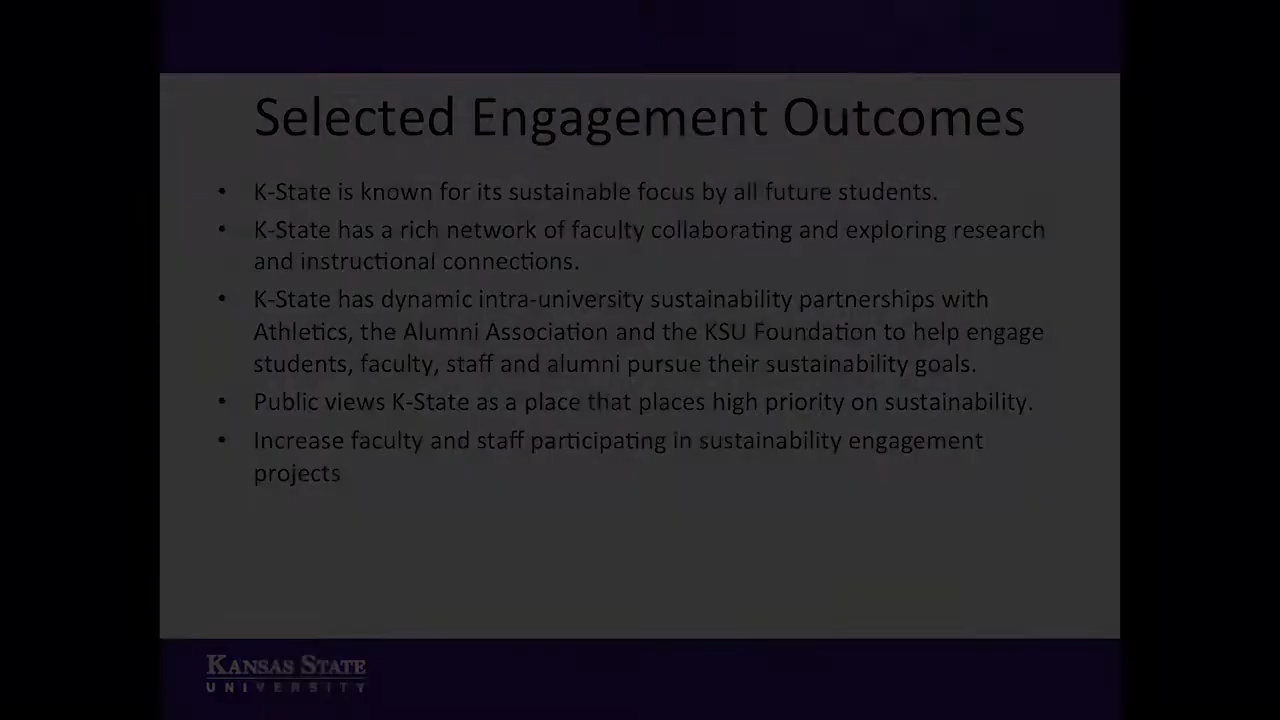 Selected Engagement Outcomes
• K-State is known for its sustainable focus by all future students.
• K-State has a rich network of faculty collaborating and exploring research
and instructional connections.
• K-State has dynamic intra-university sustainability partnerships with
Athletics, the Alumni Association and the KSU Foundation to help engage
students, faculty, staff and alumni pursue their sustainability goals.
• Public views K-State as a place that places high priority on sustainability.
• Increase faculty and staff participating in sustainability engagement
projects
KANSAS STATE
UNIVERSITY